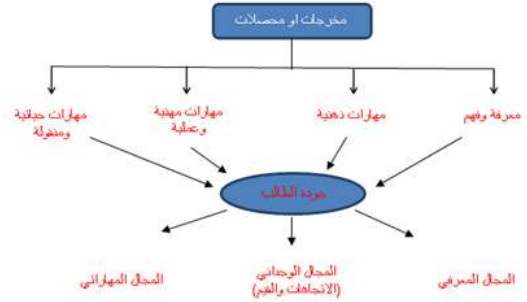 مخرجات او محصلات
معرفة وفهم
مهارات ذهنية
مهارات مهنية
وعملية
مهارات حياتية
ومنقولة
جودة الطالب
المجال المعرفي
المجال الوجداني
(الاتجاهات والقيم)
المجال المهاراتي